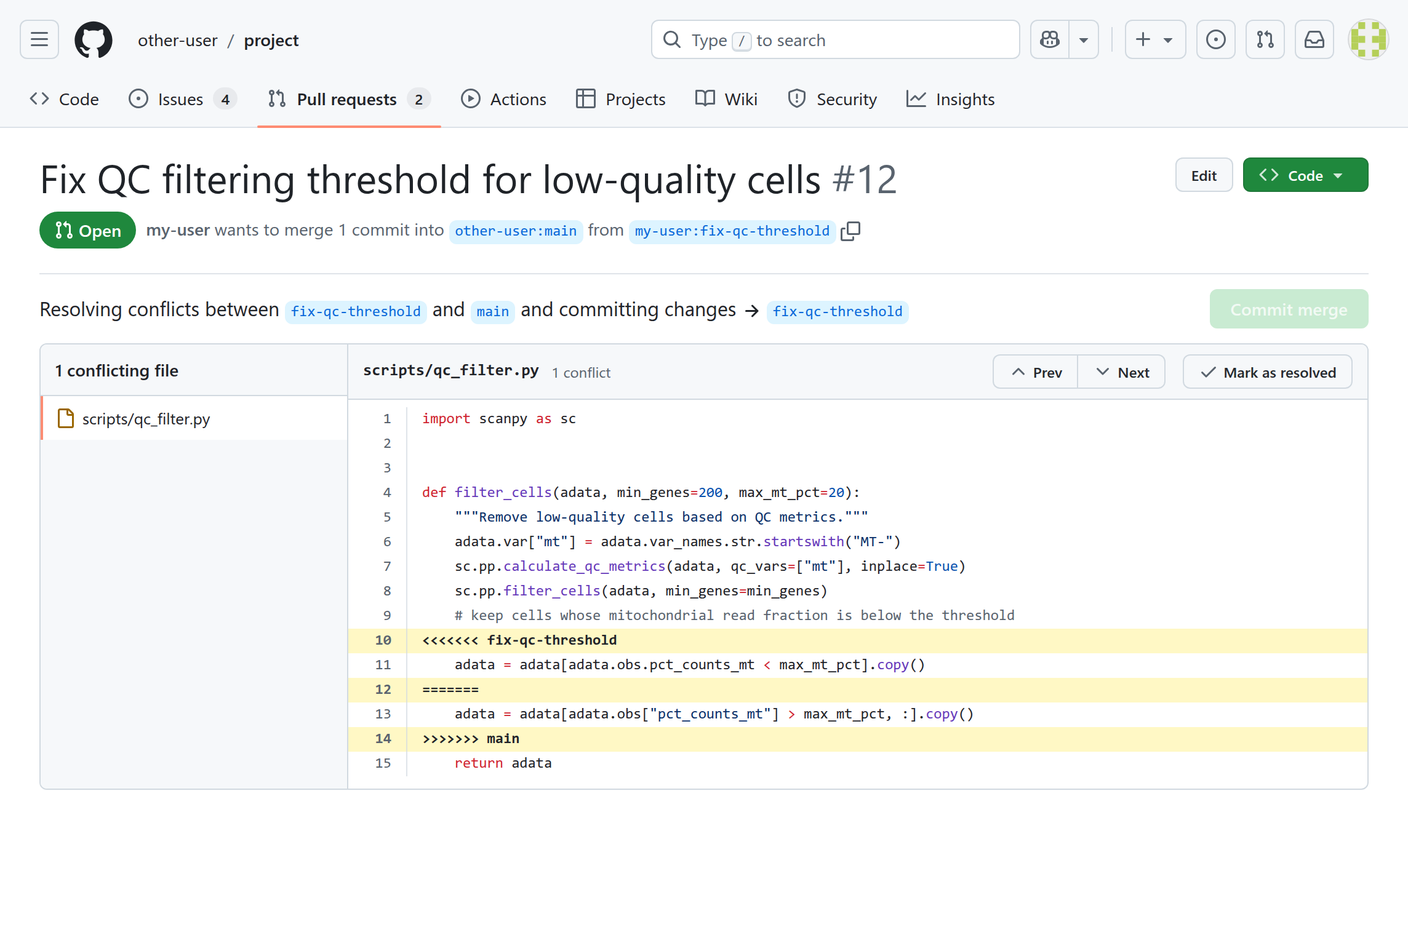 other-user / project
Type / to search
Code
Issues 4
Pull requests 2
Actions
Projects
Wiki
Security
Insights
Fix QC filtering threshold for low-quality cells #12
Edit
Code
Open
my-user wants to merge 1 commit into other-user:main from my-user:fix-qc-threshold
Resolving conflicts between fix-qc-threshold and main and committing changes → fix-qc-threshold
Commit merge
1 conflicting file
scripts/qc_filter.py
scripts/qc_filter.py 1 conflict
Prev
Next
Mark as resolved
1 import scanpy as sc
2
3
4 def filter_cells(adata, min_genes=200, max_mt_pct=20):
5     """Remove low-quality cells based on QC metrics."""
6     adata.var["mt"] = adata.var_names.str.startswith("MT-")
7     sc.pp.calculate_qc_metrics(adata, qc_vars=["mt"], inplace=True)
8     sc.pp.filter_cells(adata, min_genes=min_genes)
9     # keep cells whose mitochondrial read fraction is below the threshold
10 <<<<<<< fix-qc-threshold
11     adata = adata[adata.obs.pct_counts_mt < max_mt_pct].copy()
12 =======
13     adata = adata[adata.obs["pct_counts_mt"] > max_mt_pct, :].copy()
14 >>>>>>> main
15     return adata